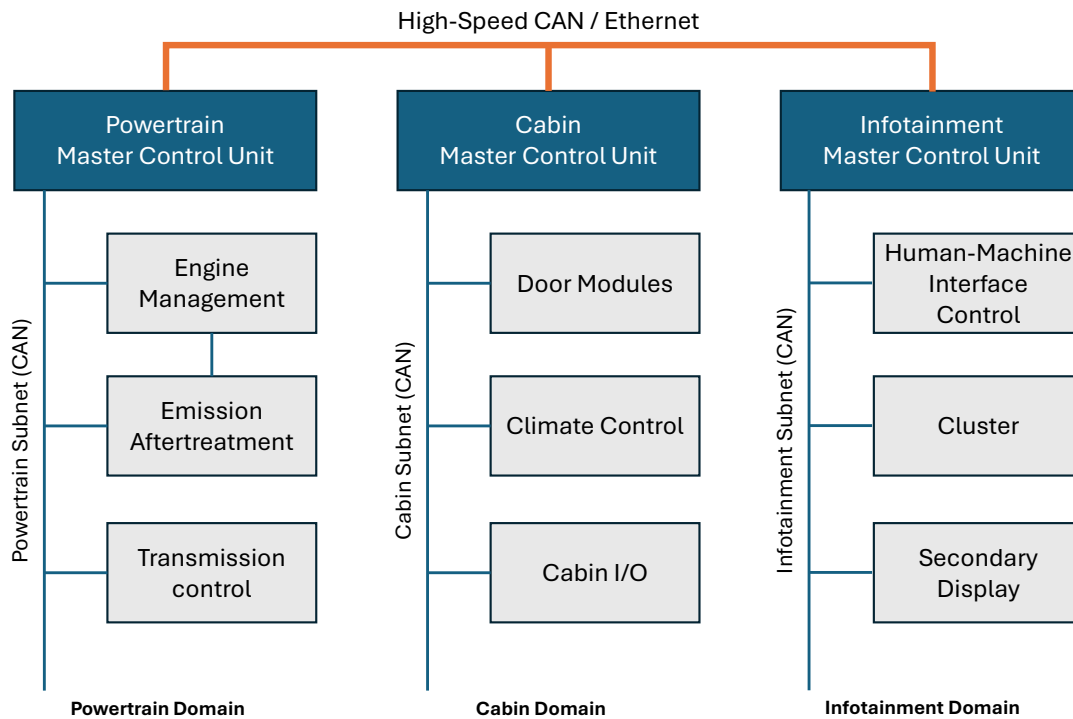 High-Speed CAN / Ethernet
Powertrain
Master Control Unit
Cabin
Master Control Unit
Infotainment
Master Control Unit
Powertrain Subnet (CAN)
Engine
Management
Emission
Aftertreatment
Transmission
control
Cabin Subnet (CAN)
Door Modules
Climate Control
Cabin I/O
Infotainment Subnet (CAN)
Human-Machine
Interface
Control
Cluster
Secondary
Display
Powertrain Domain
Cabin Domain
Infotainment Domain